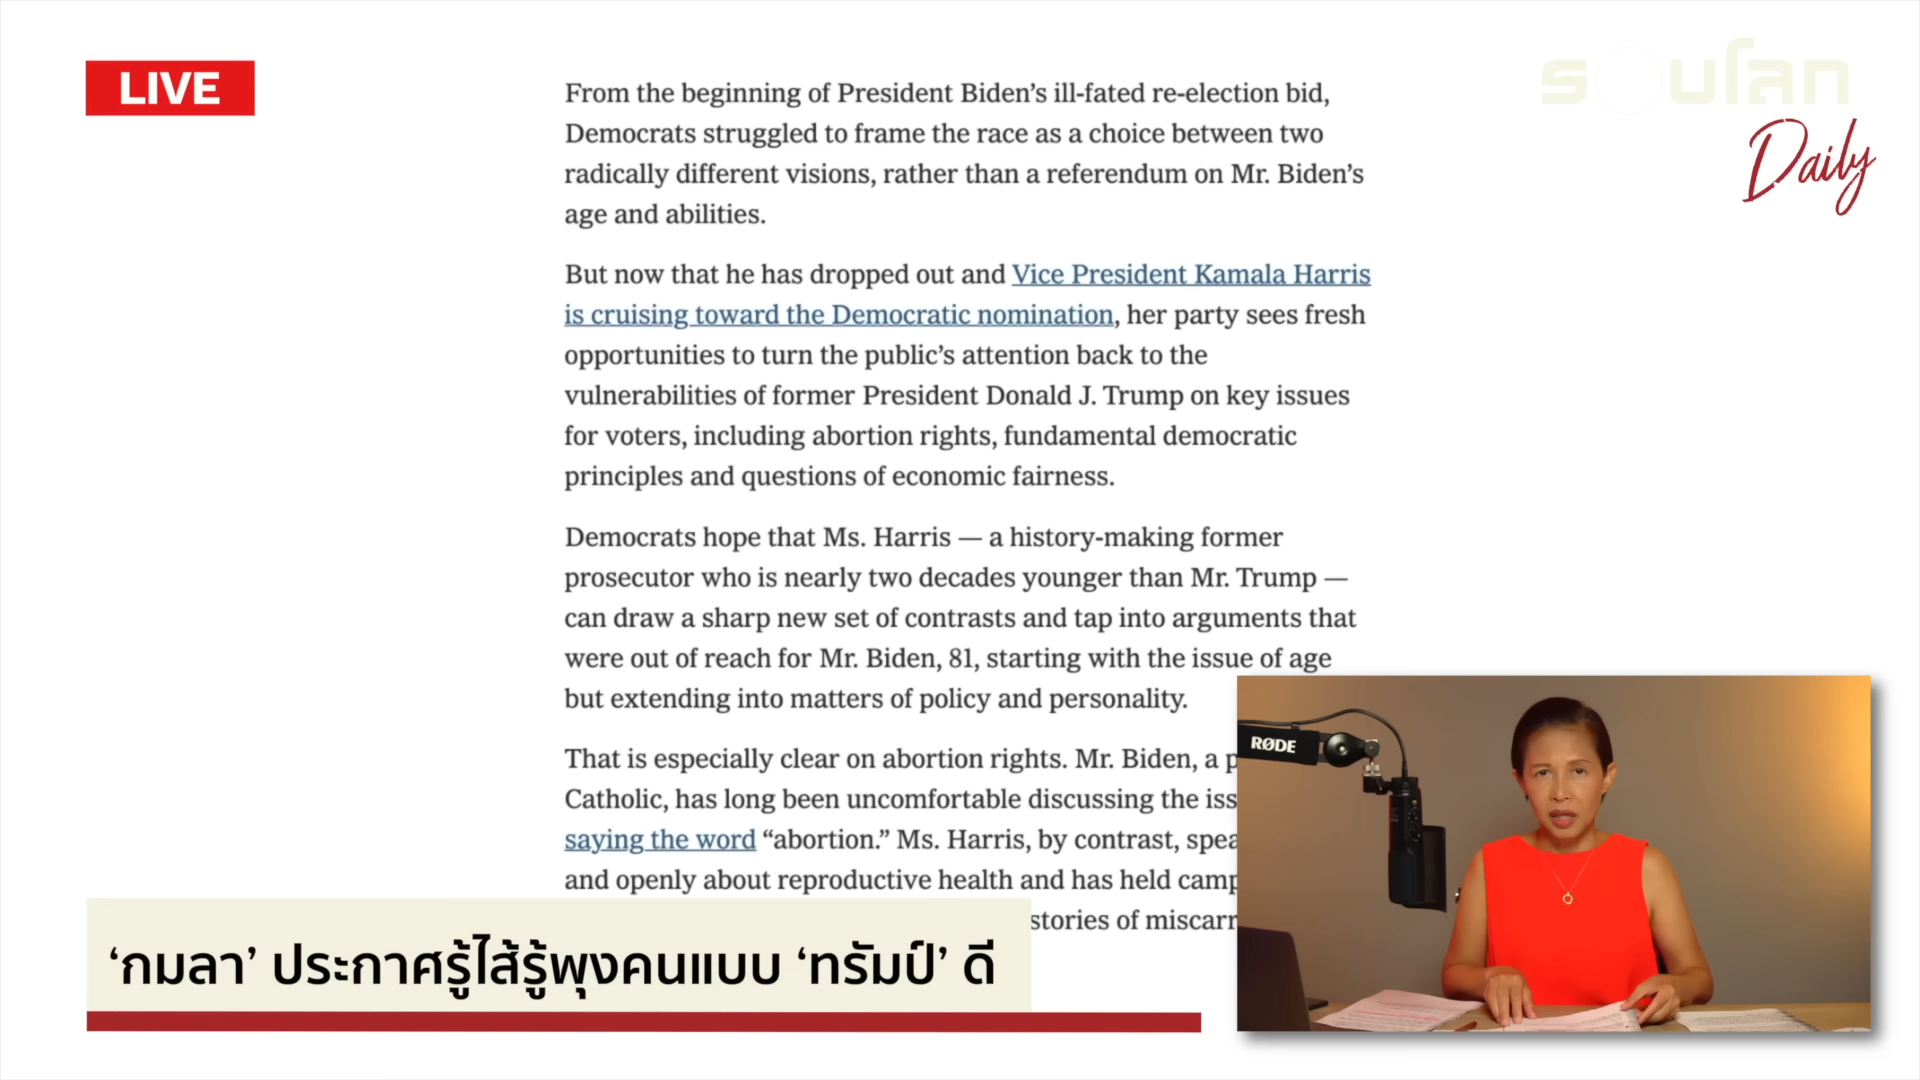 LIVE
รอบโลก
Daily
From the beginning of President Biden’s ill-fated re-election bid,
Democrats struggled to frame the race as a choice between two
radically different visions, rather than a referendum on Mr. Biden’s
age and abilities.
But now that he has dropped out and Vice President Kamala Harris
is cruising toward the Democratic nomination, her party sees fresh
opportunities to turn the public’s attention back to the
vulnerabilities of former President Donald J. Trump on key issues
for voters, including abortion rights, fundamental democratic
principles and questions of economic fairness.
Democrats hope that Ms. Harris — a history-making former
prosecutor who is nearly two decades younger than Mr. Trump —
can draw a sharp new set of contrasts and tap into arguments that
were out of reach for Mr. Biden, 81, starting with the issue of age
but extending into matters of policy and personality.
That is especially clear on abortion rights. Mr. Biden, a p
Catholic, has long been uncomfortable discussing the iss
saying the word “abortion.” Ms. Harris, by contrast, spea
and openly about reproductive health and has held camp
stories of miscarr
RØDE
‘กมลา’ ประกาศรู้ไส้รู้พุงคนแบบ ‘ทรัมป์’ ดี